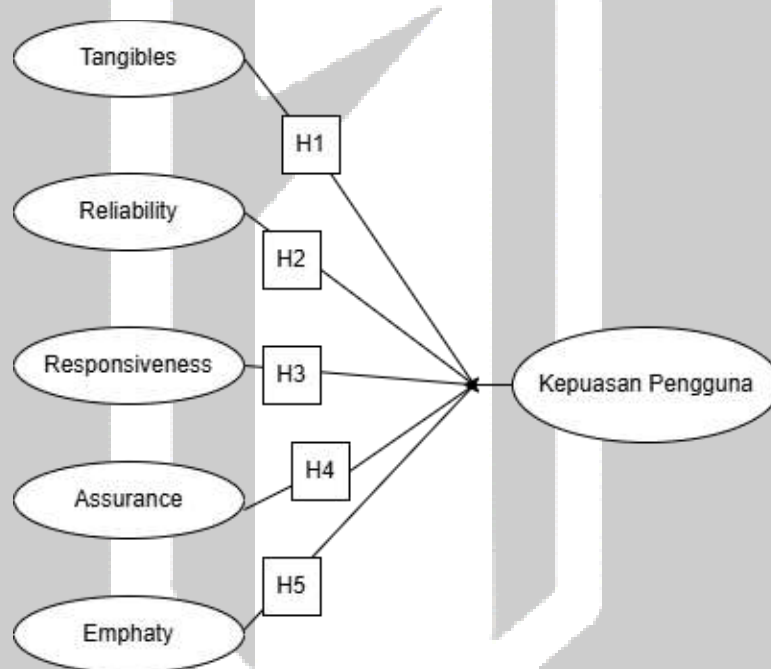 Tangibles
H1
Reliability
H2
Responsiveness
H3
Kepuasan Pengguna
Assurance
H4
Emphaty
H5